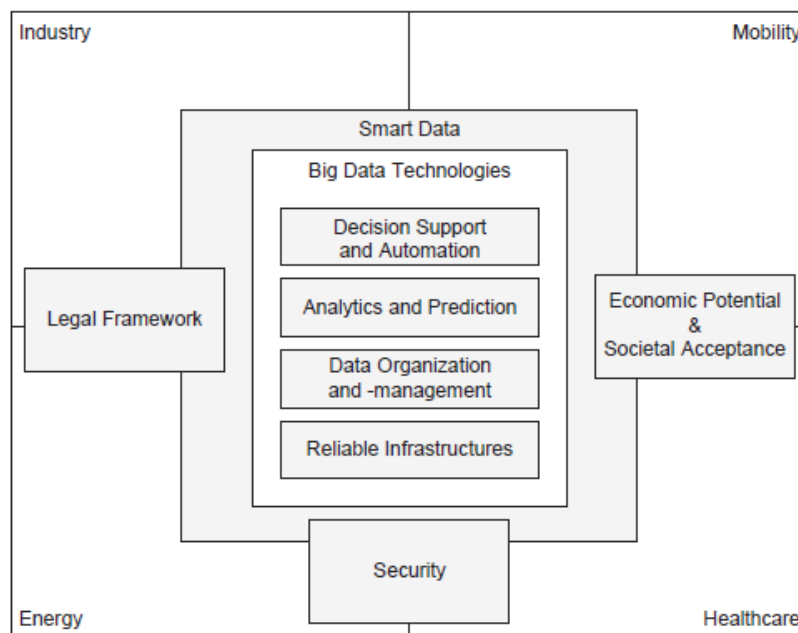 Industry
Mobility
Smart Data
Big Data Technologies
Decision Support
and Automation
Analytics and Prediction
Legal Framework
Economic Potential
&
Societal Acceptance
Data Organization
and -management
Reliable Infrastructures
Security
Energy
Healthcare